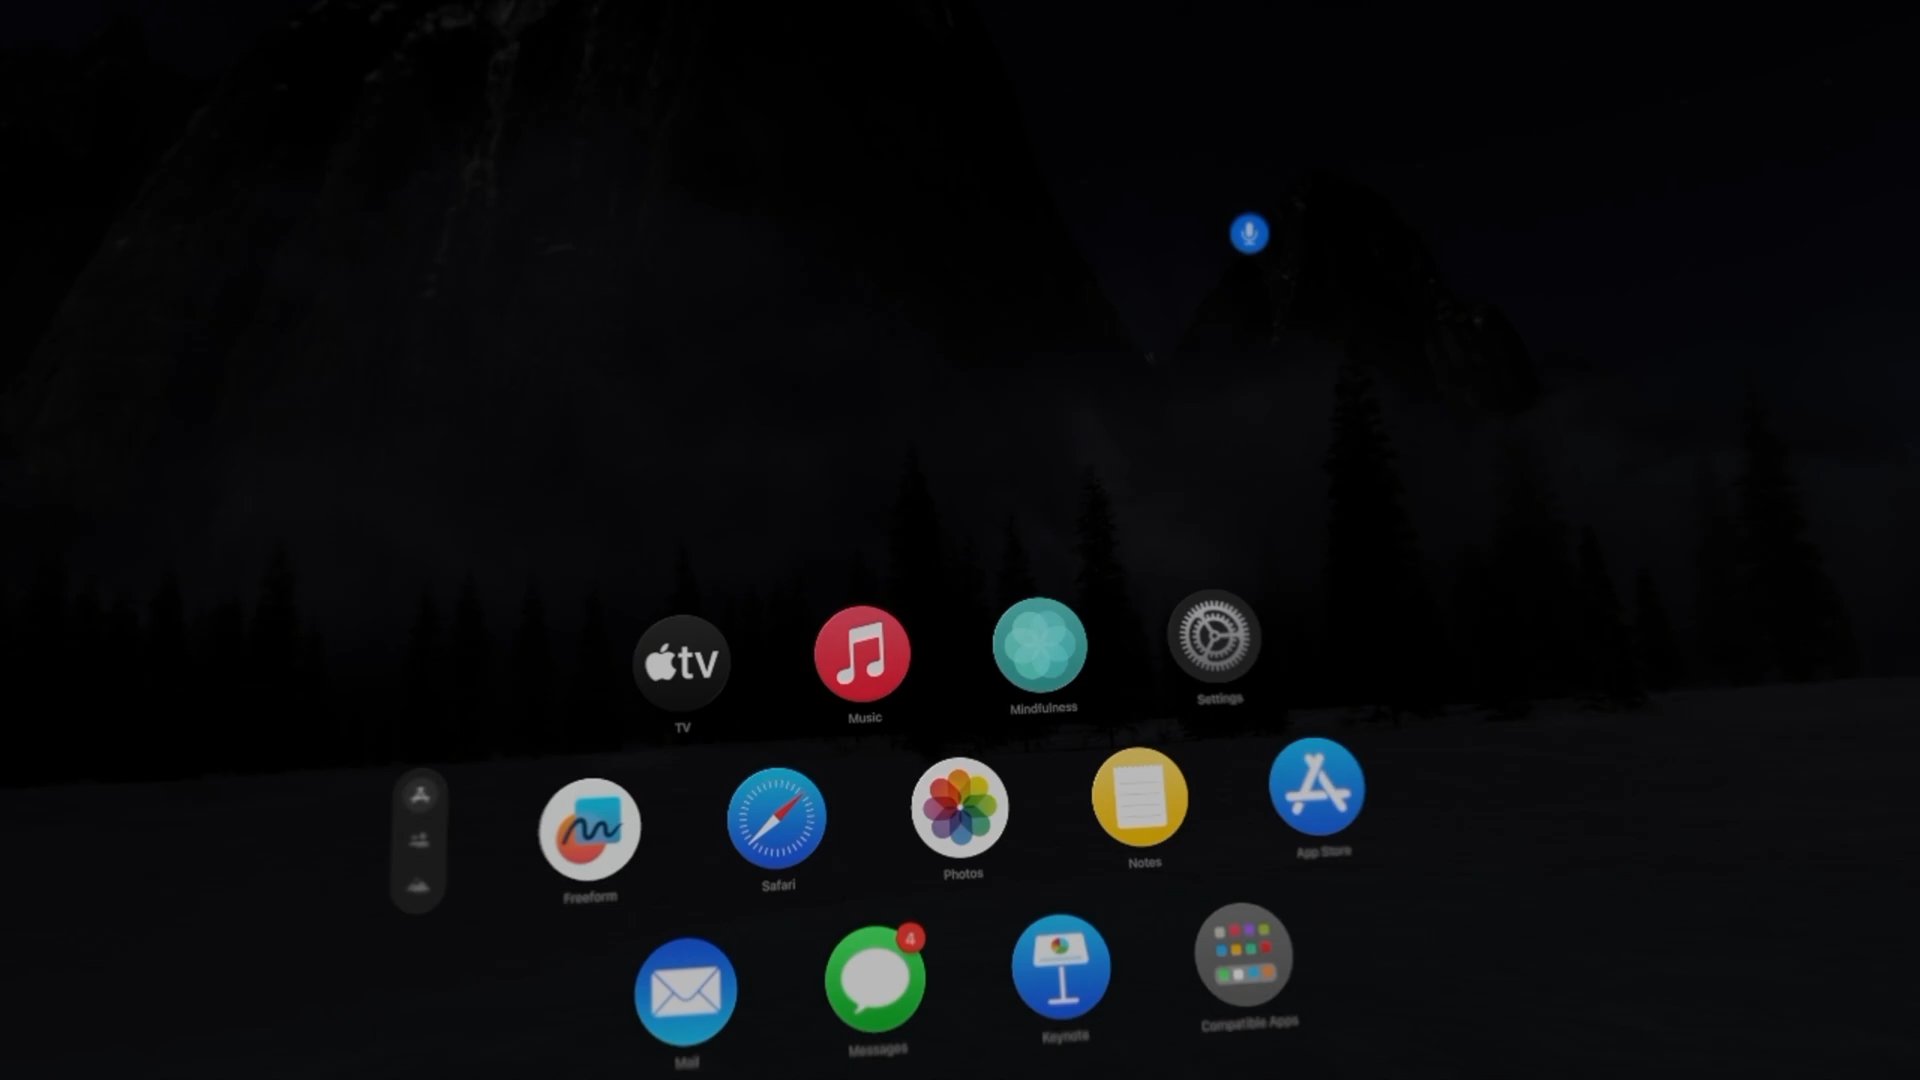 tv
TV
Music
Mindfulness
Settings
Freeform
Safari
Photos
Notes
App Store
4
Mail
Messages
Keynote
Compatible Apps